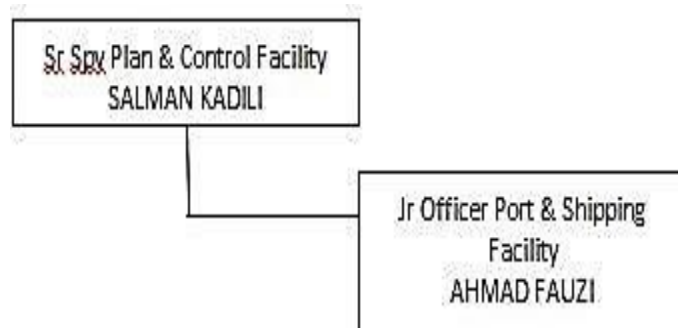 Sr Spv Plan & Control Facility
SALMAN KADILI
Jr Officer Port & Shipping
Facility
AHMAD FAUZI